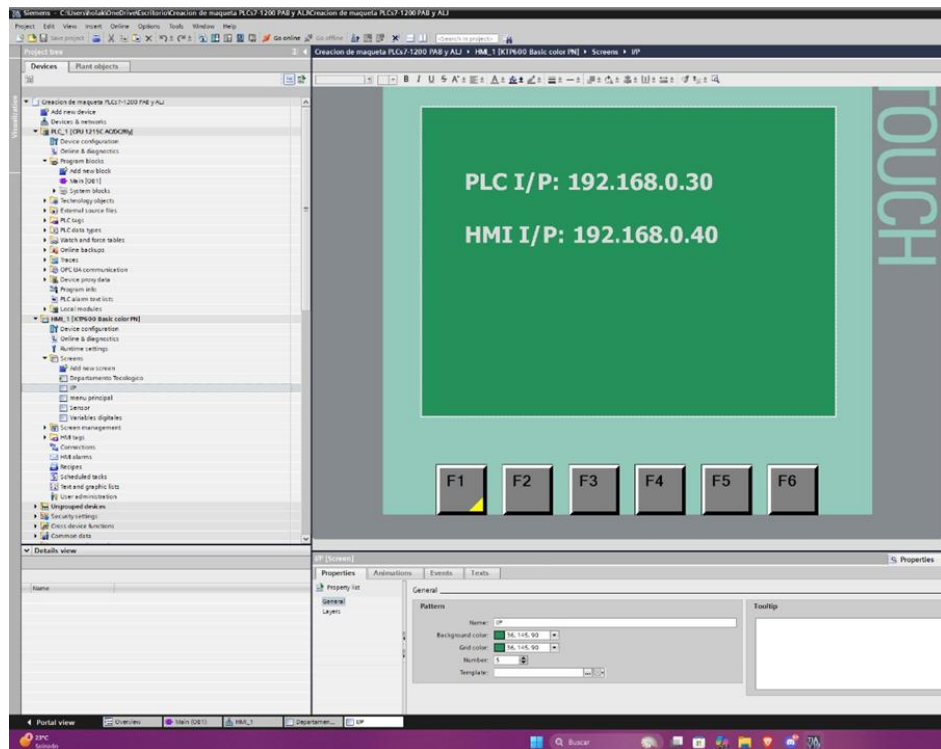 Siemens - C:\Users\holak\OneDrive\Escritorio\Creacion de maqueta PLCs7-1200 PAB y ALJ\Creacion de maqueta PLCs7-1200 PAB y ALJ
Project Edit View Insert Online Options Tools Window Help
Save project Go online Go offline <Search in project>
Project tree
Creacion de maqueta PLCs7-1200 PAB y ALJ HMI_1 [KTP600 Basic color PN] Screens I/P
Devices Plant objects
Visualization
B I U S A
Creacion de maqueta PLCs7-1200 PAB y ALJ
Add new device
Devices & networks
PLC_1 [CPU 1215C AC/DC/Rly]
Device configuration
Online & diagnostics
Program blocks
Add new block
Main [OB1]
System blocks
Technology objects
External source files
PLC tags
PLC data types
Watch and force tables
Online backups
Traces
OPC UA communication
Device proxy data
Program info
PLC alarm text lists
Local modules
HMI_1 [KTP600 Basic color PN]
Device configuration
Online & diagnostics
Runtime settings
Screens
Add new screen
Departamento Tecologico
I/P
menu principal
Sensor
Variables digitales
Screen management
HMI tags
Connections
HMI alarms
Recipes
Scheduled tasks
Text and graphic lists
User administration
Ungrouped devices
Security settings
Cross-device functions
Common data
Details view
Name
TOUCH
PLC I/P: 192.168.0.30
HMI I/P: 192.168.0.40
F1 F2 F3 F4 F5 F6
I/P [Screen]
Properties
Properties Animations Events Texts
Property list
General
Layers
General
Pattern
Name: I/P
Background color: 36, 145, 90
Grid color: 36, 145, 90
Number: 5
Template:
Tooltip
Portal view Overview Main (OB1) HMI_1 Departamen... I/P
23°C
Soleado
Buscar